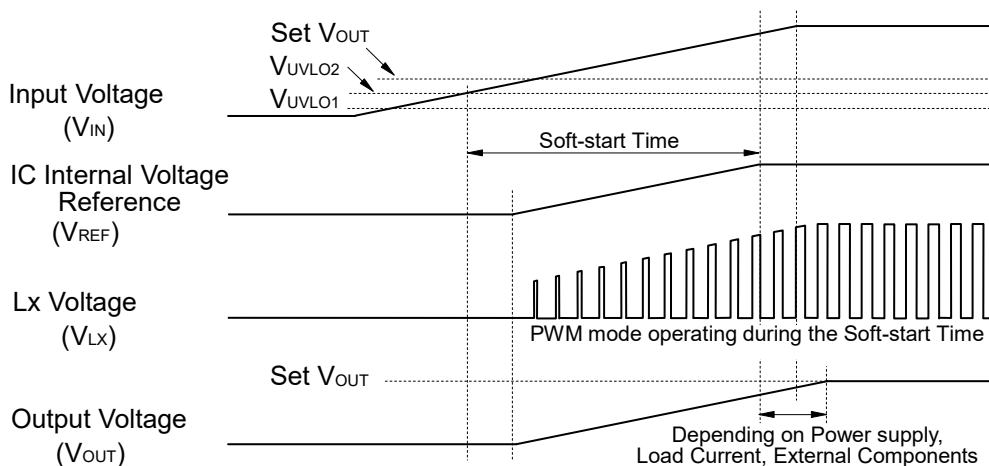 Set VOUT
VUVLO2
VUVLO1
Input Voltage
(VIN)
Soft-start Time
IC Internal Voltage
Reference
(VREF)
Lx Voltage
(VLX)
PWM mode operating during the Soft-start Time
Set VOUT
Output Voltage
(VOUT)
Depending on Power supply,
Load Current, External Components